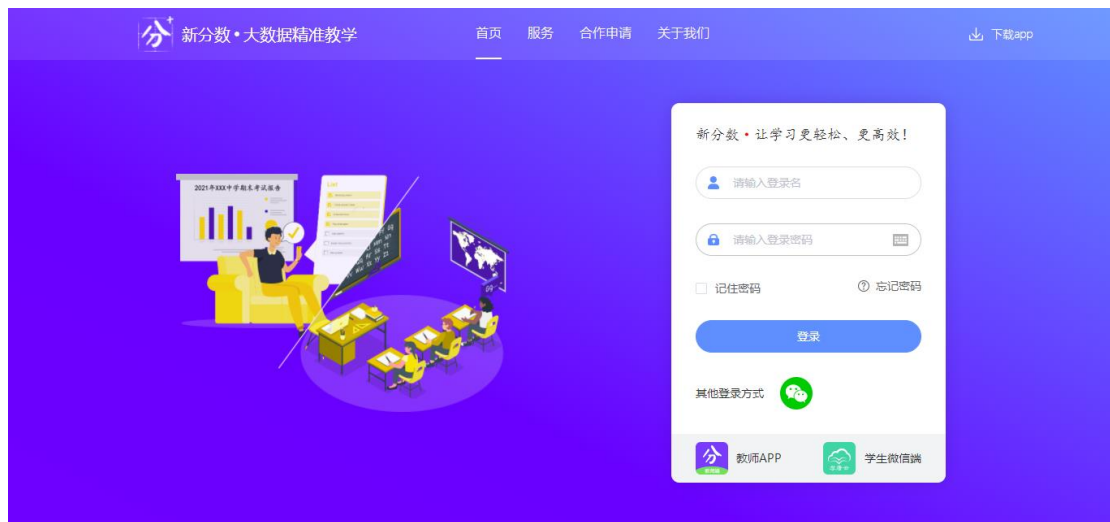 新分数•大数据精准教学
首页 服务 合作申请 关于我们
下载app
新分数•让学习更轻松、更高效！
请输入登录名
请输入登录密码
记住密码
忘记密码
登录
其他登录方式
教师APP
学生微信端
2021年XXX中学期末考试报告
List